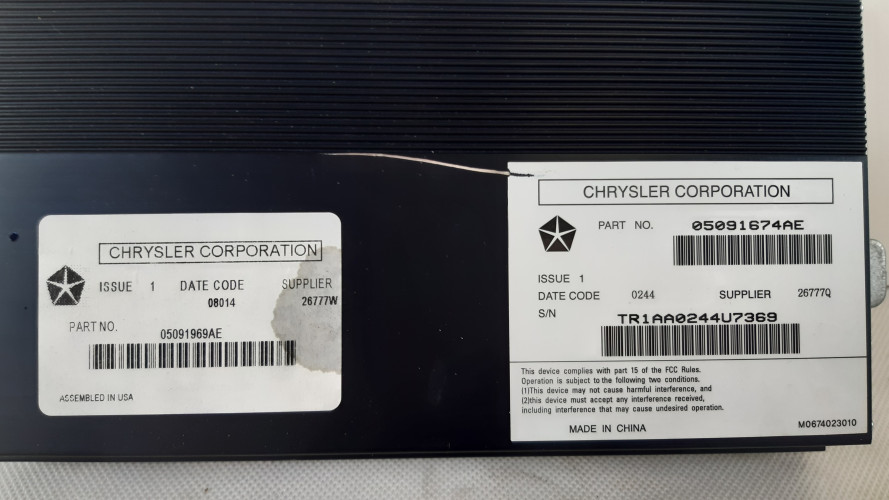 CHRYSLER CORPORATION
ISSUE 1 DATE CODE SUPPLIER
08014 26777W
PART NO. 05091969AE
ASSEMBLED IN USA
CHRYSLER CORPORATION
PART NO. 05091674AE
ISSUE 1
DATE CODE 0244 SUPPLIER 26777Q
S/N TR1AA0244U7369
This device complies with part 15 of the FCC Rules.
Operation is subject to the following two conditions.
(1)This device may not cause harmful interference, and
(2)this device must accept any interference received,
including interference that may cause undesired operation.
MADE IN CHINA M0674023010